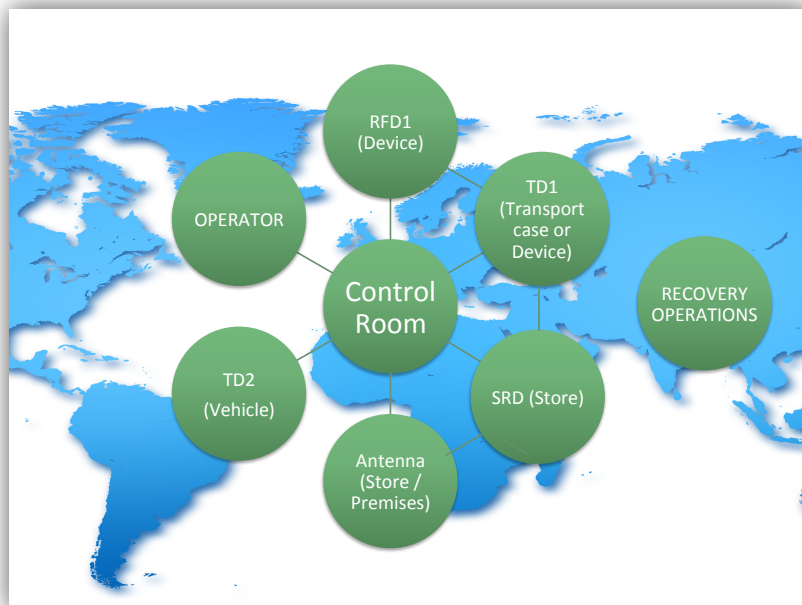 RFD1
(Device)
OPERATOR
TD1
(Transport
case or
Device)
Control
Room
RECOVERY
OPERATIONS
TD2
(Vehicle)
SRD (Store)
Antenna
(Store /
Premises)